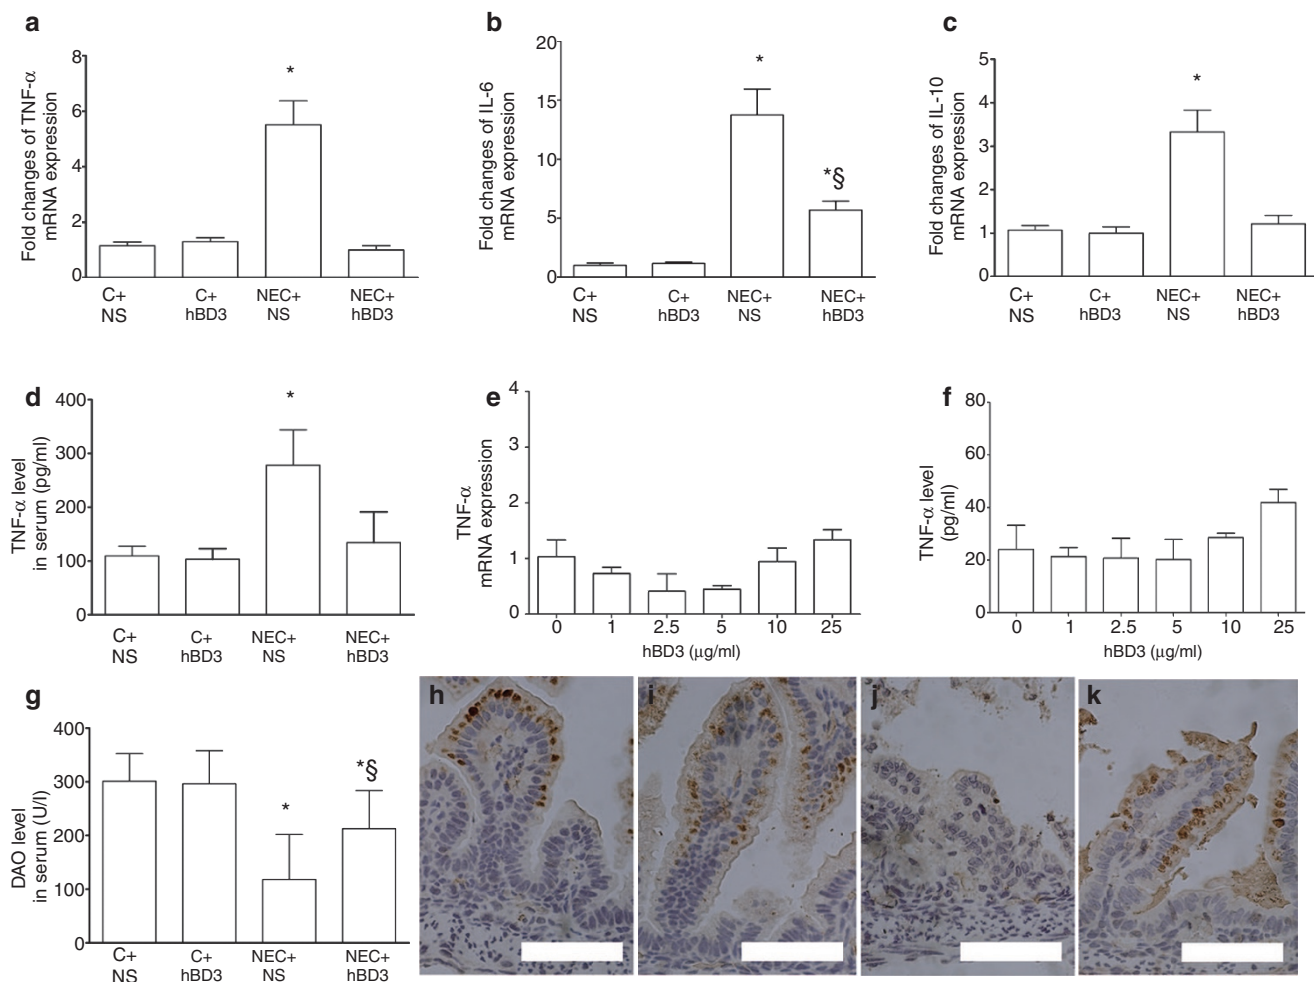 a
Fold changes of TNF-α
mRNA expression
8
6
4
2
0
*
C+ C+ NEC+ NEC+
NS hBD3 NS hBD3
b
Fold changes of IL-6
mRNA expression
20
15
10
5
0
*
*§
C+ C+ NEC+ NEC+
NS hBD3 NS hBD3
c
Fold changes of IL-10
mRNA expression
5
4
3
2
1
0
*
C+ C+ NEC+ NEC+
NS hBD3 NS hBD3
d
TNF-α level
in serum (pg/ml)
400
300
200
100
0
*
C+ C+ NEC+ NEC+
NS hBD3 NS hBD3
e
TNF-α
mRNA expression
4
3
2
1
0
0 1 2.5 5 10 25
hBD3 (µg/ml)
f
TNF-α level
(pg/ml)
80
60
40
20
0
0 1 2.5 5 10 25
hBD3 (µg/ml)
g
DAO level
in serum (U/l)
400
300
200
100
0
*
*§
C+ C+ NEC+ NEC+
NS hBD3 NS hBD3
h
i
j
k